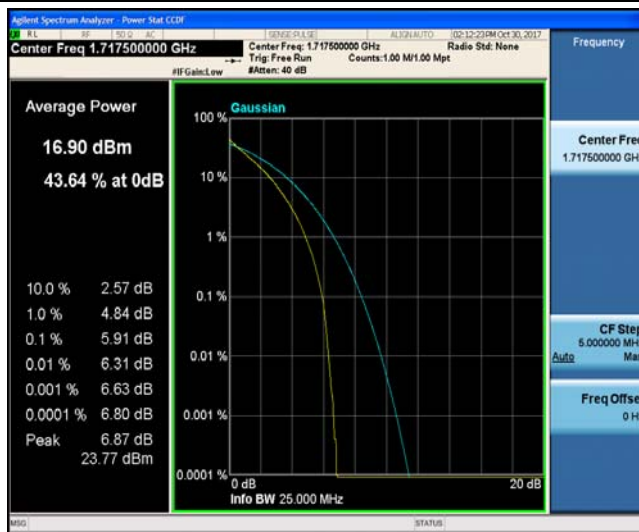 Agilent Spectrum Analyzer - Power Stat CCDF
RL RF 50 Ω AC SENSE:PULSE ALIGNAUTO 02:12:23PM Oct 30, 2017
Center Freq 1.717500000 GHz
Center Freq: 1.717500000 GHz Radio Std: None
Trig: Free Run Counts:1.00 M/1.00 Mpt
#IFGain:Low #Atten: 40 dB
Frequency
Average Power
16.90 dBm
43.64 % at 0dB
10.0 % 2.57 dB
1.0 % 4.84 dB
0.1 % 5.91 dB
0.01 % 6.31 dB
0.001 % 6.63 dB
0.0001 % 6.80 dB
Peak 6.87 dB
23.77 dBm
Gaussian
100 %
10 %
1 %
0.1 %
0.01 %
0.001 %
0.0001 %
0 dB 20 dB
Info BW 25.000 MHz
Center Fre
1.717500000 GH
CF Ste
5.000000 MH
Auto Ma
Freq Offse
0 H
MSG STATUS